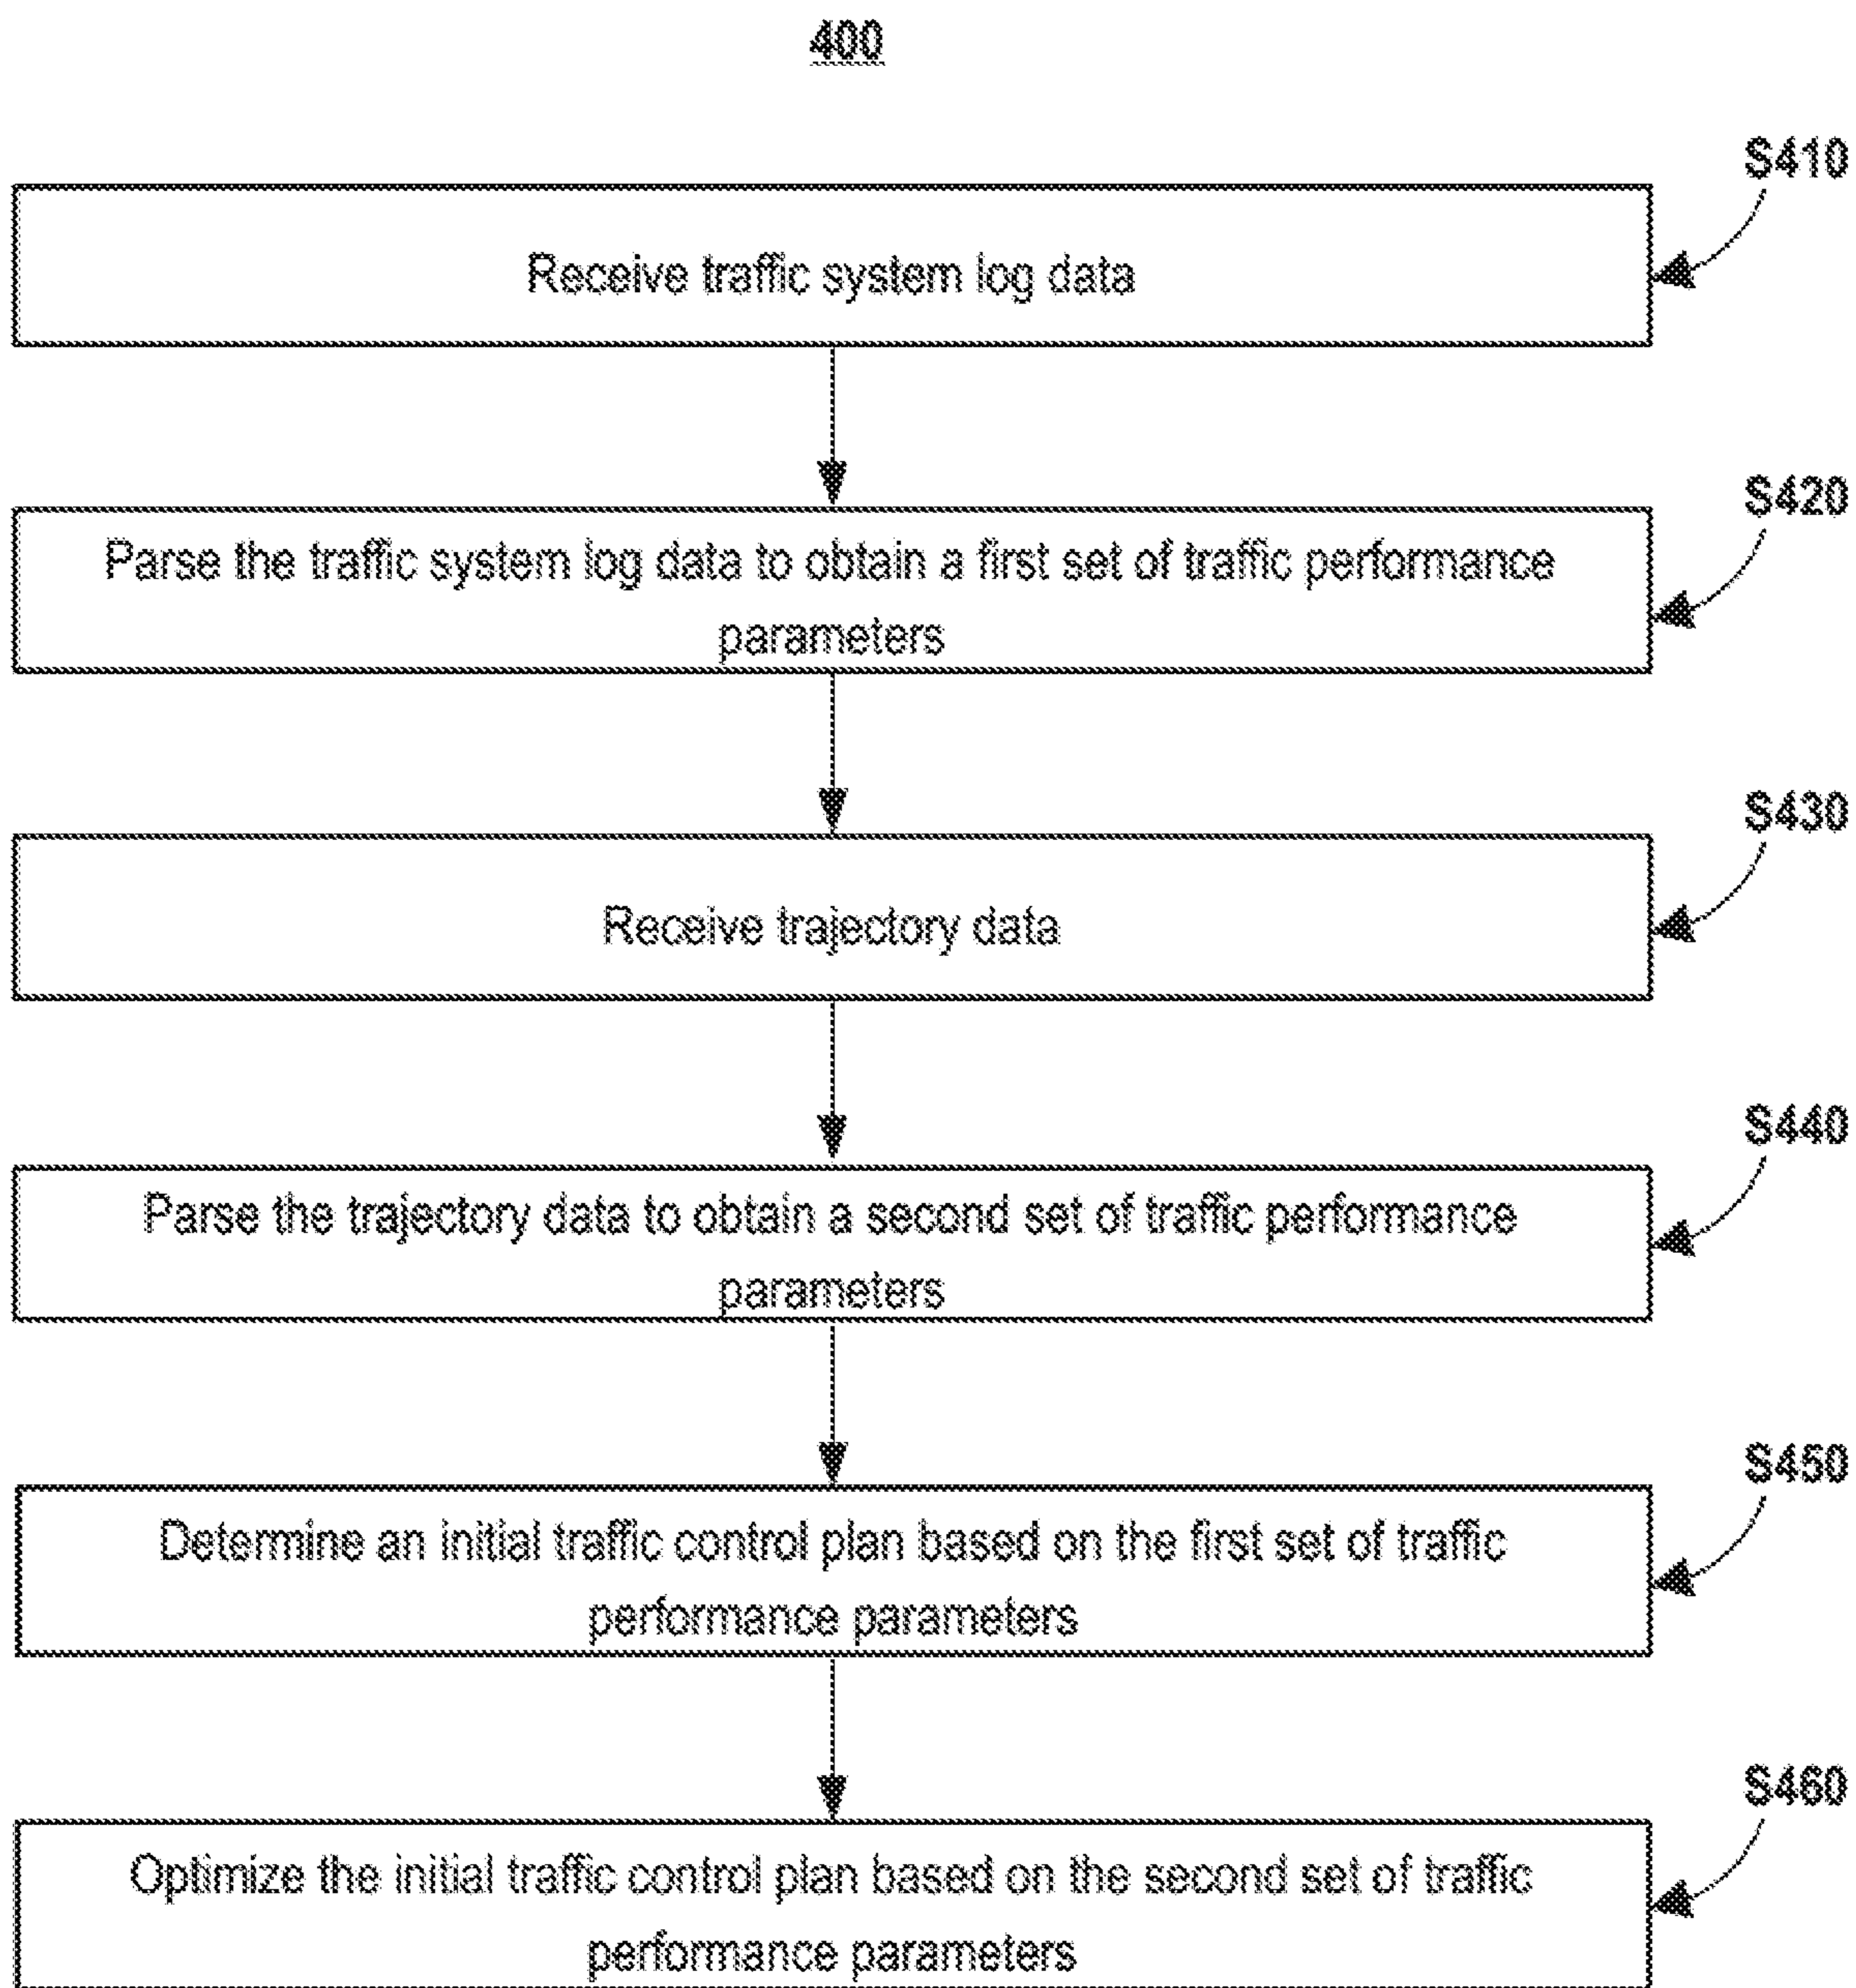 400
S410
Receive traffic system log data
S420
Parse the traffic system log data to obtain a first set of traffic performance
parameters
S430
Receive trajectory data
S440
Parse the trajectory data to obtain a second set of traffic performance
parameters
S450
Determine an initial traffic control plan based on the first set of traffic
performance parameters
S460
Optimize the initial traffic control plan based on the second set of traffic
performance parameters